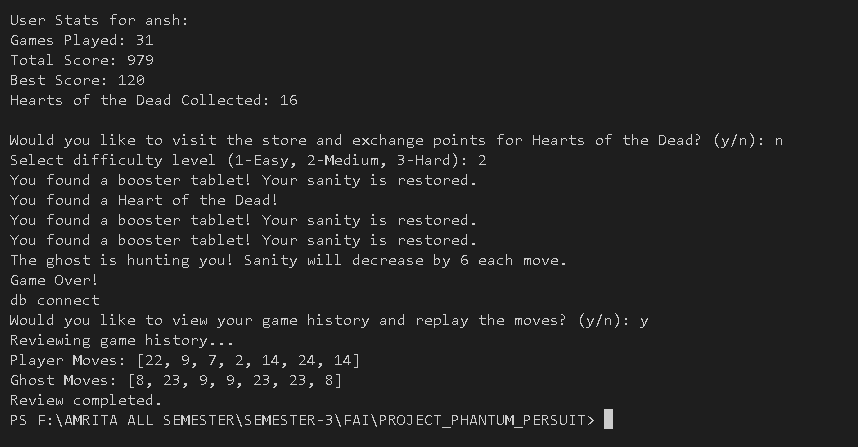 User Stats for ansh:
Games Played: 31
Total Score: 979
Best Score: 120
Hearts of the Dead Collected: 16
Would you like to visit the store and exchange points for Hearts of the Dead? (y/n): n
Select difficulty level (1-Easy, 2-Medium, 3-Hard): 2
You found a booster tablet! Your sanity is restored.
You found a Heart of the Dead!
You found a booster tablet! Your sanity is restored.
You found a booster tablet! Your sanity is restored.
The ghost is hunting you! Sanity will decrease by 6 each move.
Game Over!
db connect
Would you like to view your game history and replay the moves? (y/n): y
Reviewing game history...
Player Moves: [22, 9, 7, 2, 14, 24, 14]
Ghost Moves: [8, 23, 9, 9, 23, 23, 8]
Review completed.
PS F:\AMRITA ALL SEMESTER\SEMESTER-3\FAI\PROJECT_PHANTUM_PERSUIT>